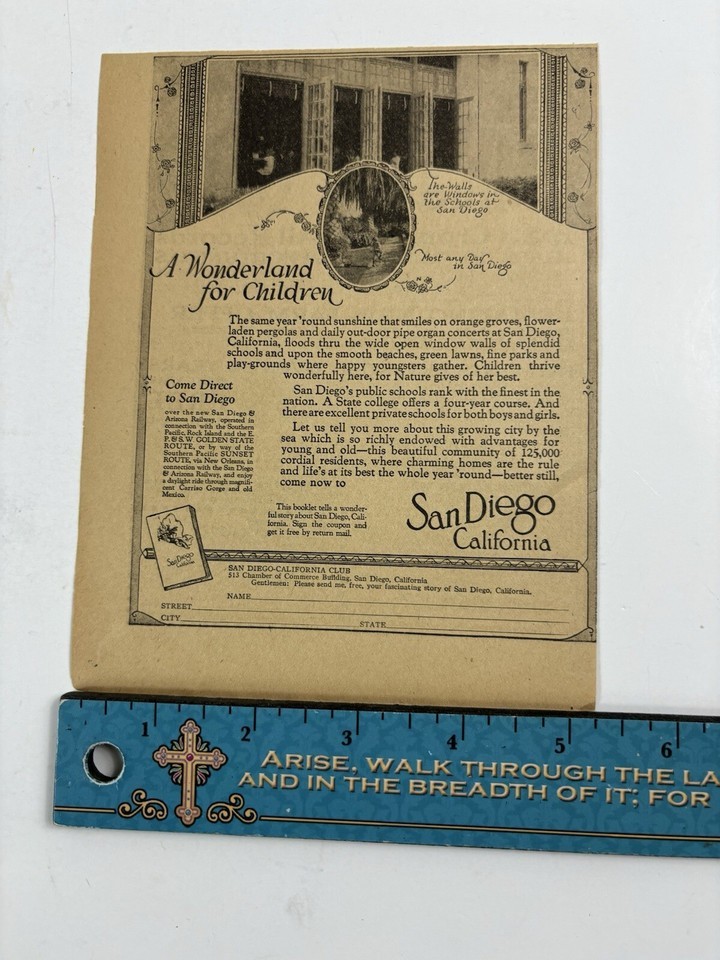 The Walls
are Windows in
the Schools at
San Diego
Most any Day
in San Diego
A Wonderland
for Children
The same year 'round sunshine that smiles on orange groves, flower-
laden pergolas and daily out-door pipe organ concerts at San Diego,
California, floods thru the wide open window walls of splendid
schools and upon the smooth beaches, green lawns, fine parks and
play-grounds where happy youngsters gather. Children thrive
wonderfully here, for Nature gives of her best.
San Diego's public schools rank with the finest in the
nation. A State college offers a four-year course. And
there are excellent private schools for both boys and girls.
Let us tell you more about this growing city by the
sea which is so richly endowed with advantages for
young and old—this beautiful community of 125,000
cordial residents, where charming homes are the rule
and life's at its best the whole year 'round—better still,
come now to
Come Direct
to San Diego
over the new San Diego &
Arizona Railway, operated in
connection with the Southern
Pacific, Rock Island and the E.
P. & S. W. GOLDEN STATE
ROUTE, or by way of the
Southern Pacific SUNSET
ROUTE, via New Orleans, in
connection with the San Diego
& Arizona Railway, and enjoy
a daylight ride through magnifi-
cent Carriso Gorge and old
Mexico.
This booklet tells a wonder-
ful story about San Diego, Cali-
fornia. Sign the coupon and
get it free by return mail.
San Diego
California
San Diego
California
SAN DIEGO-CALIFORNIA CLUB
513 Chamber of Commerce Building, San Diego, California
Gentlemen: Please send me, free, your fascinating story of San Diego, California.
NAME
STREET
CITY STATE
1 2 3 4 5 6
ARISE, WALK THROUGH THE LA
AND IN THE BREADTH OF IT; FOR